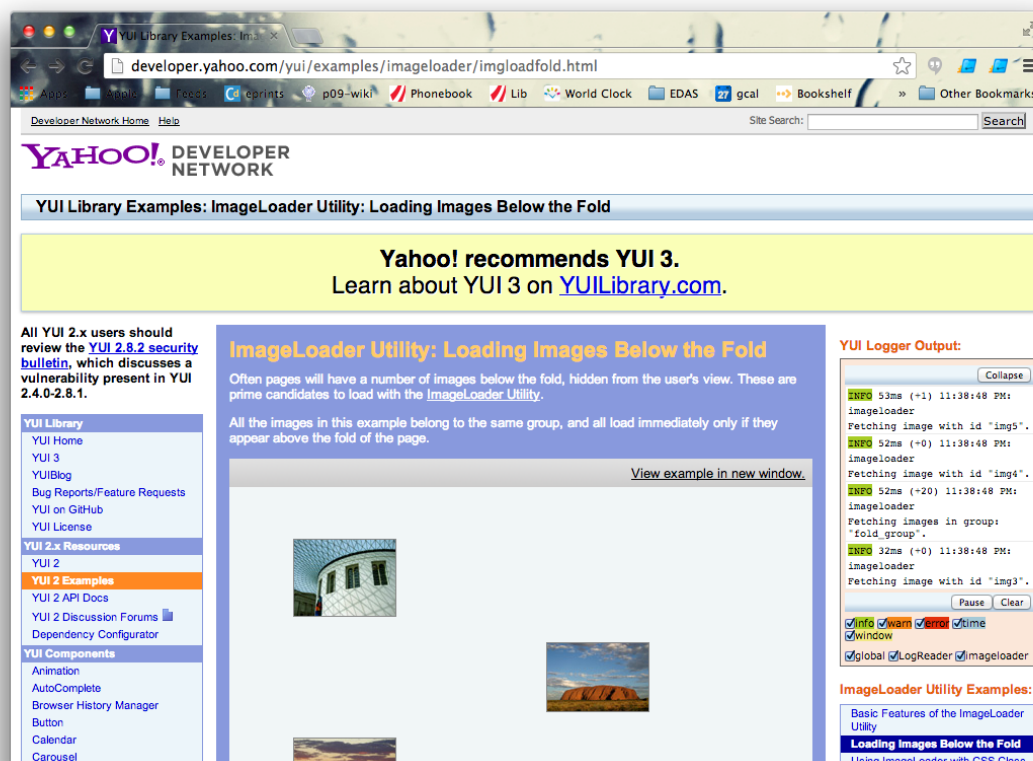 YUI Library Examples: Im
developer.yahoo.com/yui/examples/imageloader/imgloadfold.html
Apps Apple Feeds eprints p09-wiki Phonebook Lib World Clock EDAS 27 gcal Bookshelf » Other Bookmarks
Developer Network Home Help Site Search: Search
YAHOO! DEVELOPER NETWORK
YUI Library Examples: ImageLoader Utility: Loading Images Below the Fold
Yahoo! recommends YUI 3.
Learn about YUI 3 on YUILibrary.com.
All YUI 2.x users should
review the YUI 2.8.2 security
bulletin, which discusses a
vulnerability present in YUI
2.4.0-2.8.1.
YUI Library
YUI Home
YUI 3
YUIBlog
Bug Reports/Feature Requests
YUI on GitHub
YUI License
YUI 2.x Resources
YUI 2
YUI 2 Examples
YUI 2 API Docs
YUI 2 Discussion Forums
Dependency Configurator
YUI Components
Animation
AutoComplete
Browser History Manager
Button
Calendar
Carousel
ImageLoader Utility: Loading Images Below the Fold
Often pages will have a number of images below the fold, hidden from the user's view. These are
prime candidates to load with the ImageLoader Utility.
All the images in this example belong to the same group, and all load immediately only if they
appear above the fold of the page.
View example in new window.
YUI Logger Output:
Collapse
INFO 53ms (+1) 11:38:48 PM:
imageloader
Fetching image with id "img5".
INFO 52ms (+0) 11:38:48 PM:
imageloader
Fetching image with id "img4".
INFO 52ms (+20) 11:38:48 PM:
imageloader
Fetching images in group:
"fold_group".
INFO 32ms (+0) 11:38:48 PM:
imageloader
Fetching image with id "img3".
Pause Clear
info warn error time
window
global LogReader imageloader
ImageLoader Utility Examples:
Basic Features of the ImageLoader
Utility
Loading Images Below the Fold
Using ImageLoader with CSS Class